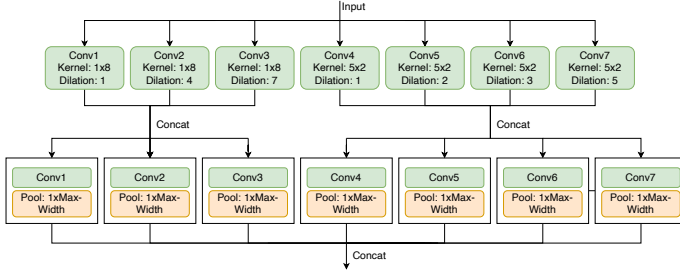 Input
Conv1
Kernel: 1x8
Dilation: 1
Conv2
Kernel: 1x8
Dilation: 4
Conv3
Kernel: 1x8
Dilation: 7
Conv4
Kernel: 5x2
Dilation: 1
Conv5
Kernel: 5x2
Dilation: 2
Conv6
Kernel: 5x2
Dilation: 3
Conv7
Kernel: 5x2
Dilation: 5
Concat
Concat
Conv1
Pool: 1xMax-
Width
Conv2
Pool: 1xMax-
Width
Conv3
Pool: 1xMax-
Width
Conv4
Pool: 1xMax-
Width
Conv5
Pool: 1xMax-
Width
Conv6
Pool: 1xMax-
Width
Conv7
Pool: 1xMax-
Width
Concat